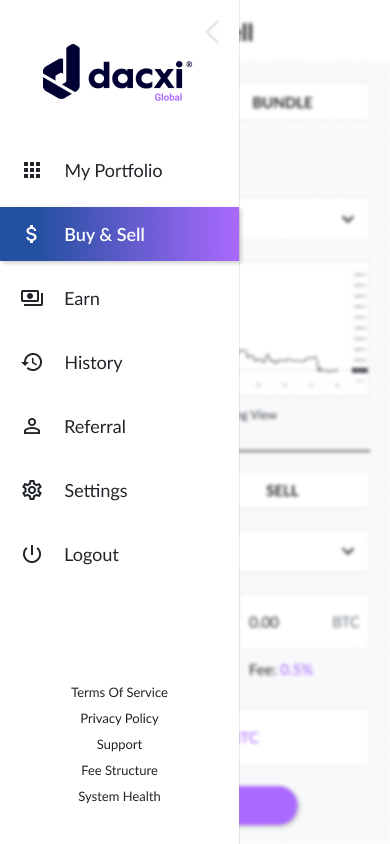 dacxi®
Global
My Portfolio
Buy & Sell
Earn
History
Referral
Settings
Logout
Terms Of Service
Privacy Policy
Support
Fee Structure
System Health
ell
BUNDLE
g View
SELL
0.00 BTC
Fee: 0.5%
TC